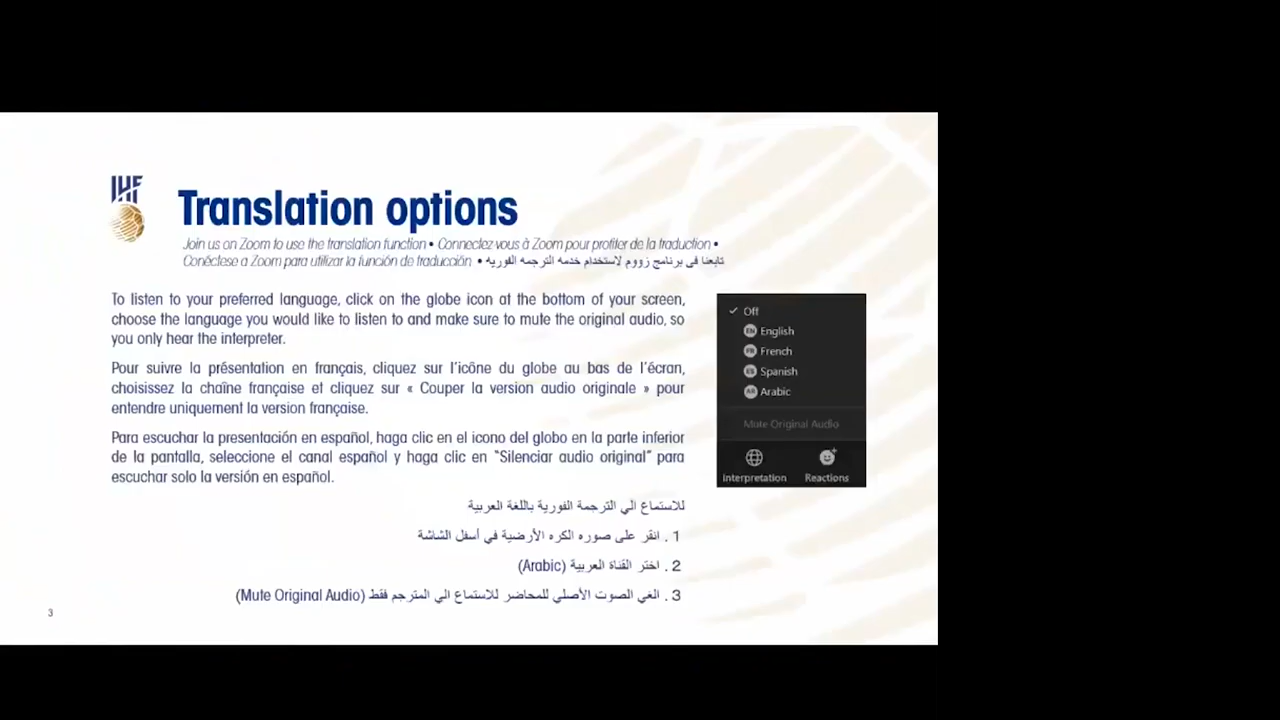 IHF
Translation options
Join us on Zoom to use the translation function • Connectez-vous à Zoom pour profiter de la traduction •
Conéctese a Zoom para utilizar la función de traducción • تابعنا فى برنامج زووم لاستخدام خدمه الترجمه الفوريه
To listen to your preferred language, click on the globe icon at the bottom of your screen,
choose the language you would like to listen to and make sure to mute the original audio, so
you only hear the interpreter.
Pour suivre la présentation en français, cliquez sur l'icône du globe au bas de l'écran,
choisissez la chaîne française et cliquez sur « Couper la version audio originale » pour
entendre uniquement la version française.
Para escuchar la presentación en español, haga clic en el icono del globo en la parte inferior
de la pantalla, seleccione el canal español y haga clic en “Silenciar audio original” para
escuchar solo la versión en español.
للاستماع الي الترجمة الفورية باللغة العربية
1 . انقر على صوره الكره الأرضية في أسفل الشاشة
2 . اختر القناة العربية (Arabic)
3 . الغي الصوت الأصلي للمحاضر للاستماع الي المترجم فقط (Mute Original Audio)
✓ Off
EN English
FR French
ES Spanish
AR Arabic
Mute Original Audio
Interpretation Reactions
3